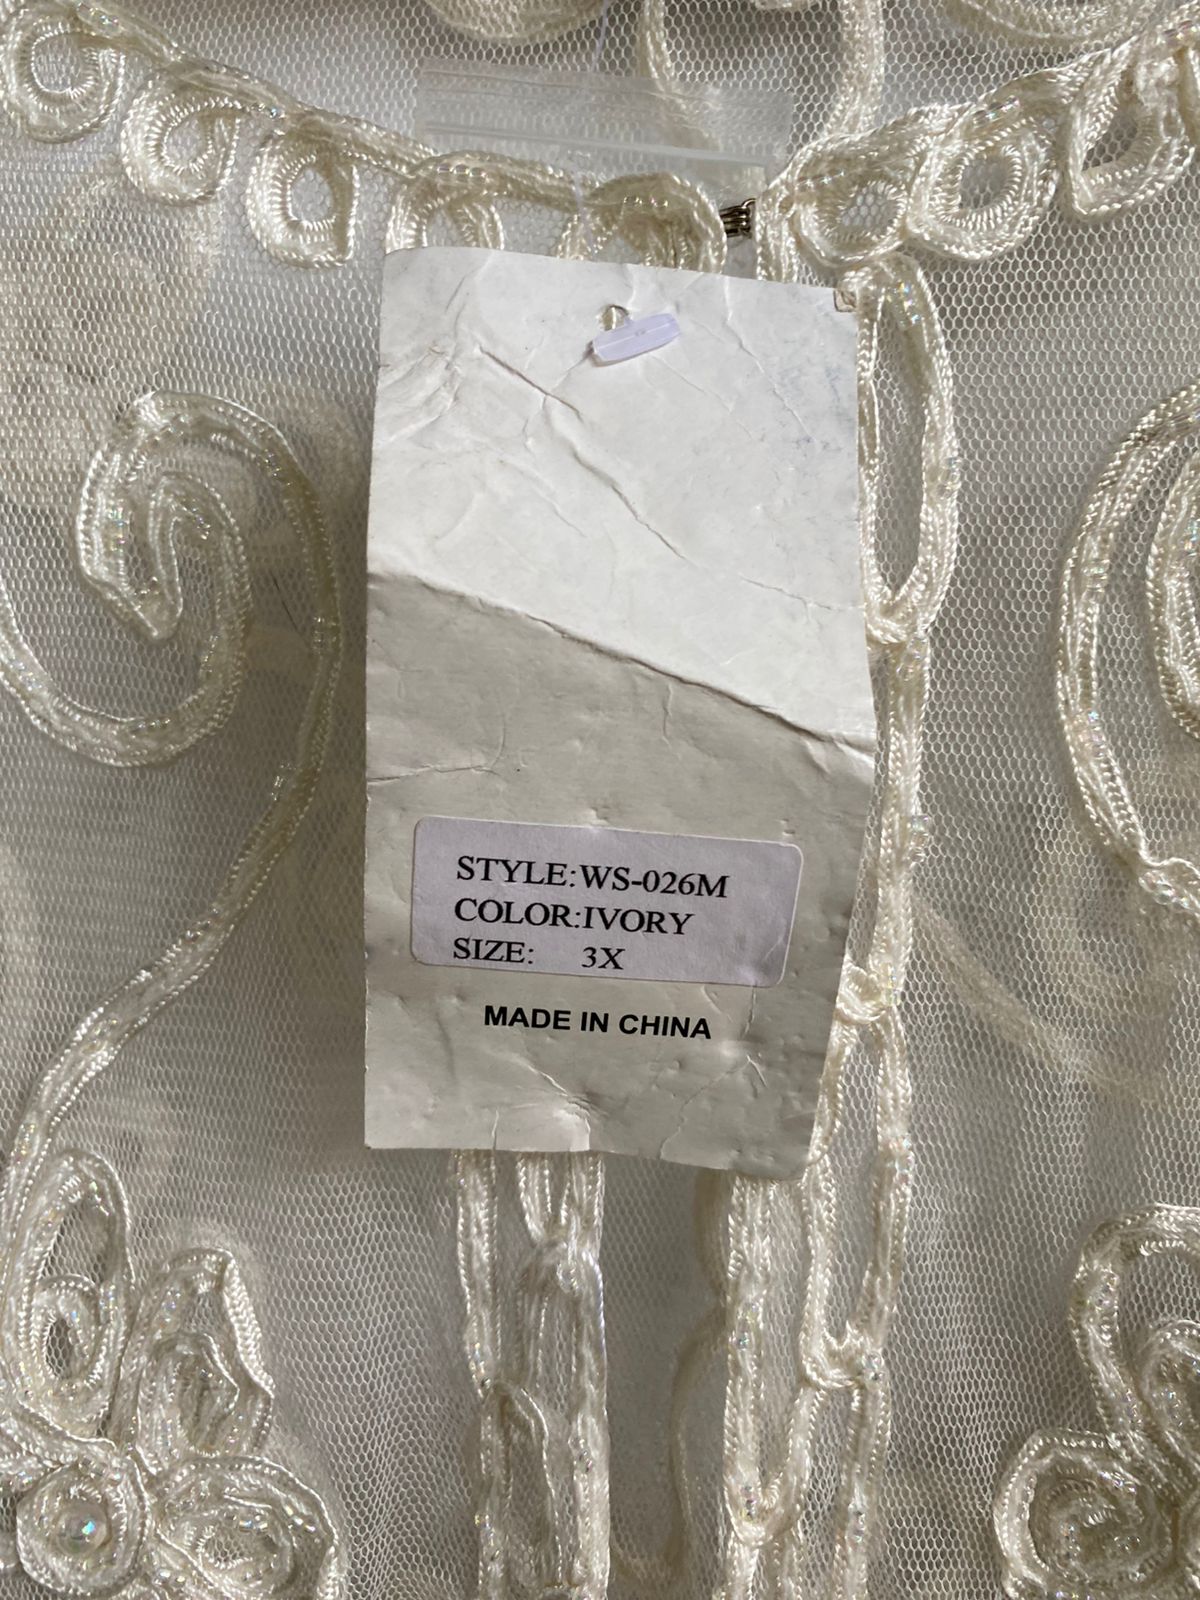 STYLE:WS-026M
COLOR:IVORY
SIZE: 3X
MADE IN CHINA